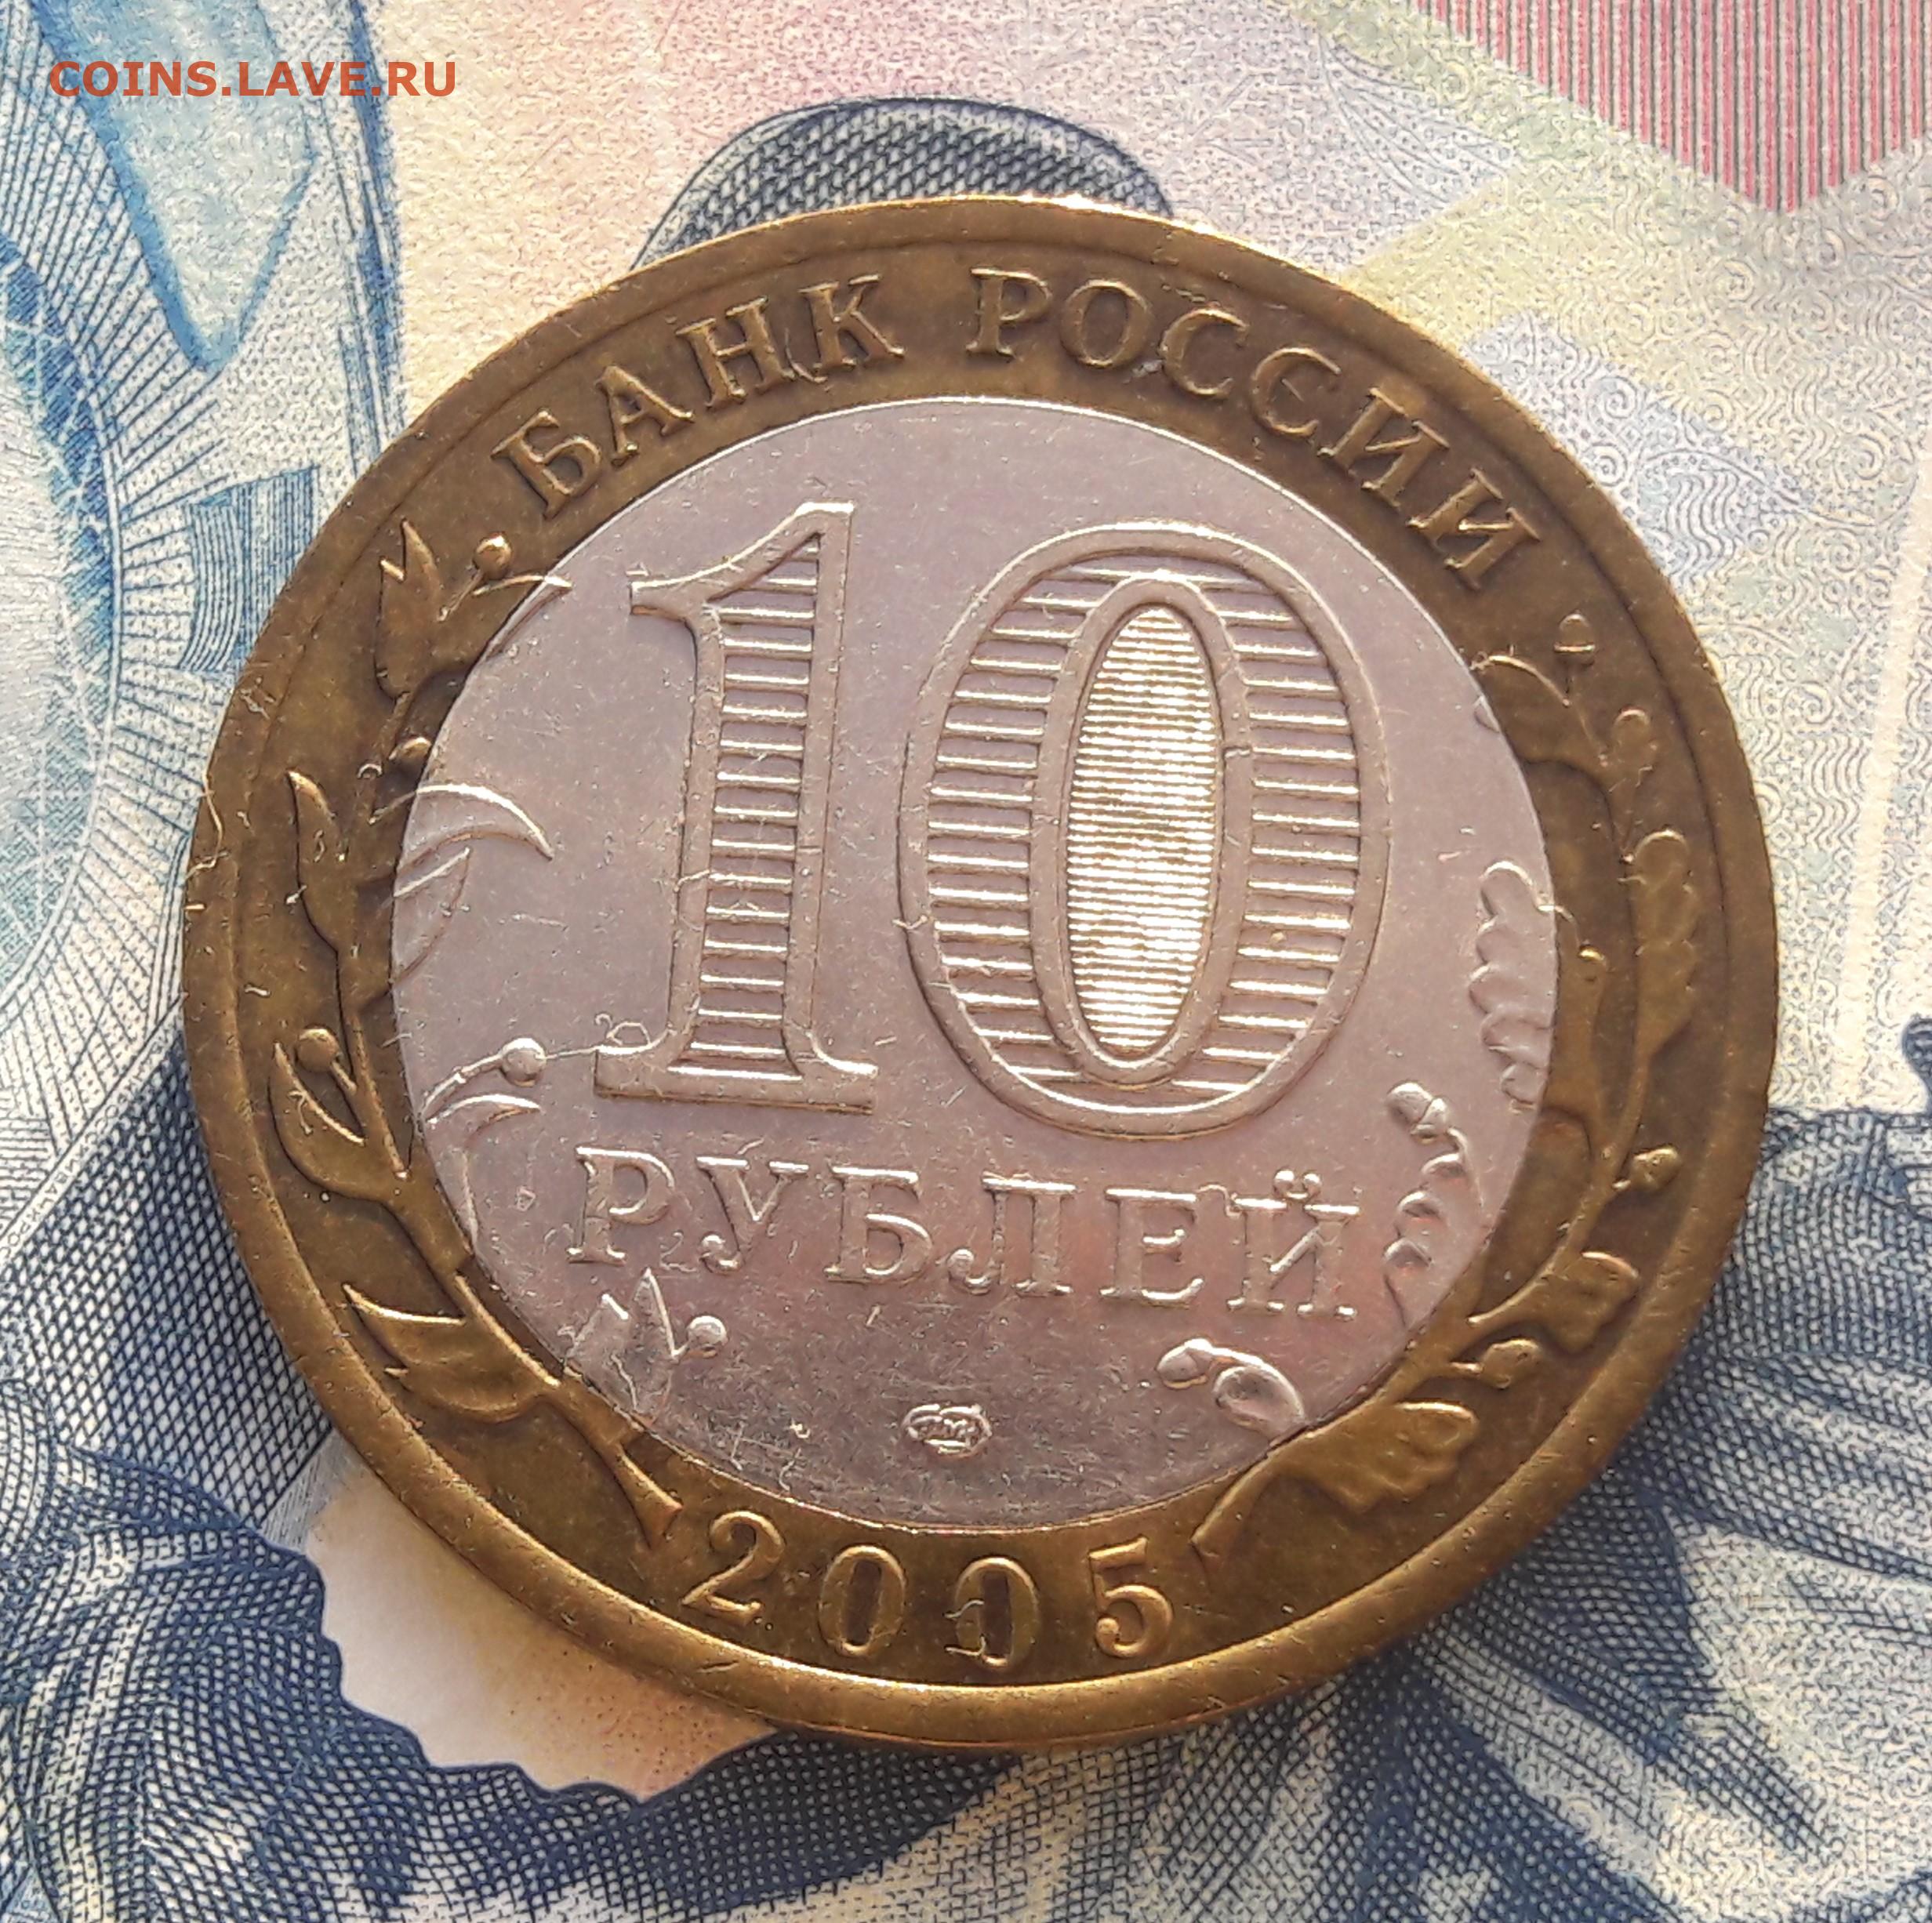 COINS.LAVE.RU
БАНК РОССИИ
10
РУБЛЕЙ
2005